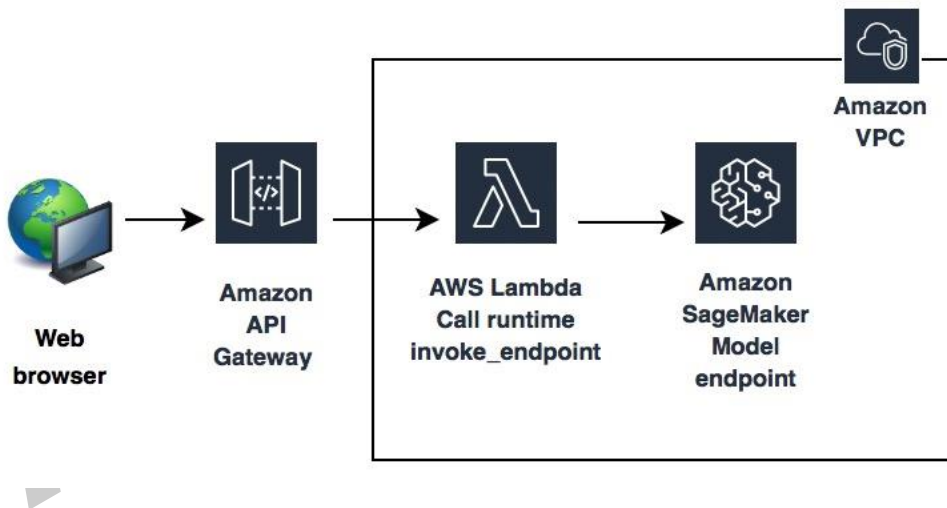 Amazon
VPC
</>
Web
browser
Amazon
API
Gateway
AWS Lambda
Call runtime
invoke_endpoint
Amazon
SageMaker
Model
endpoint